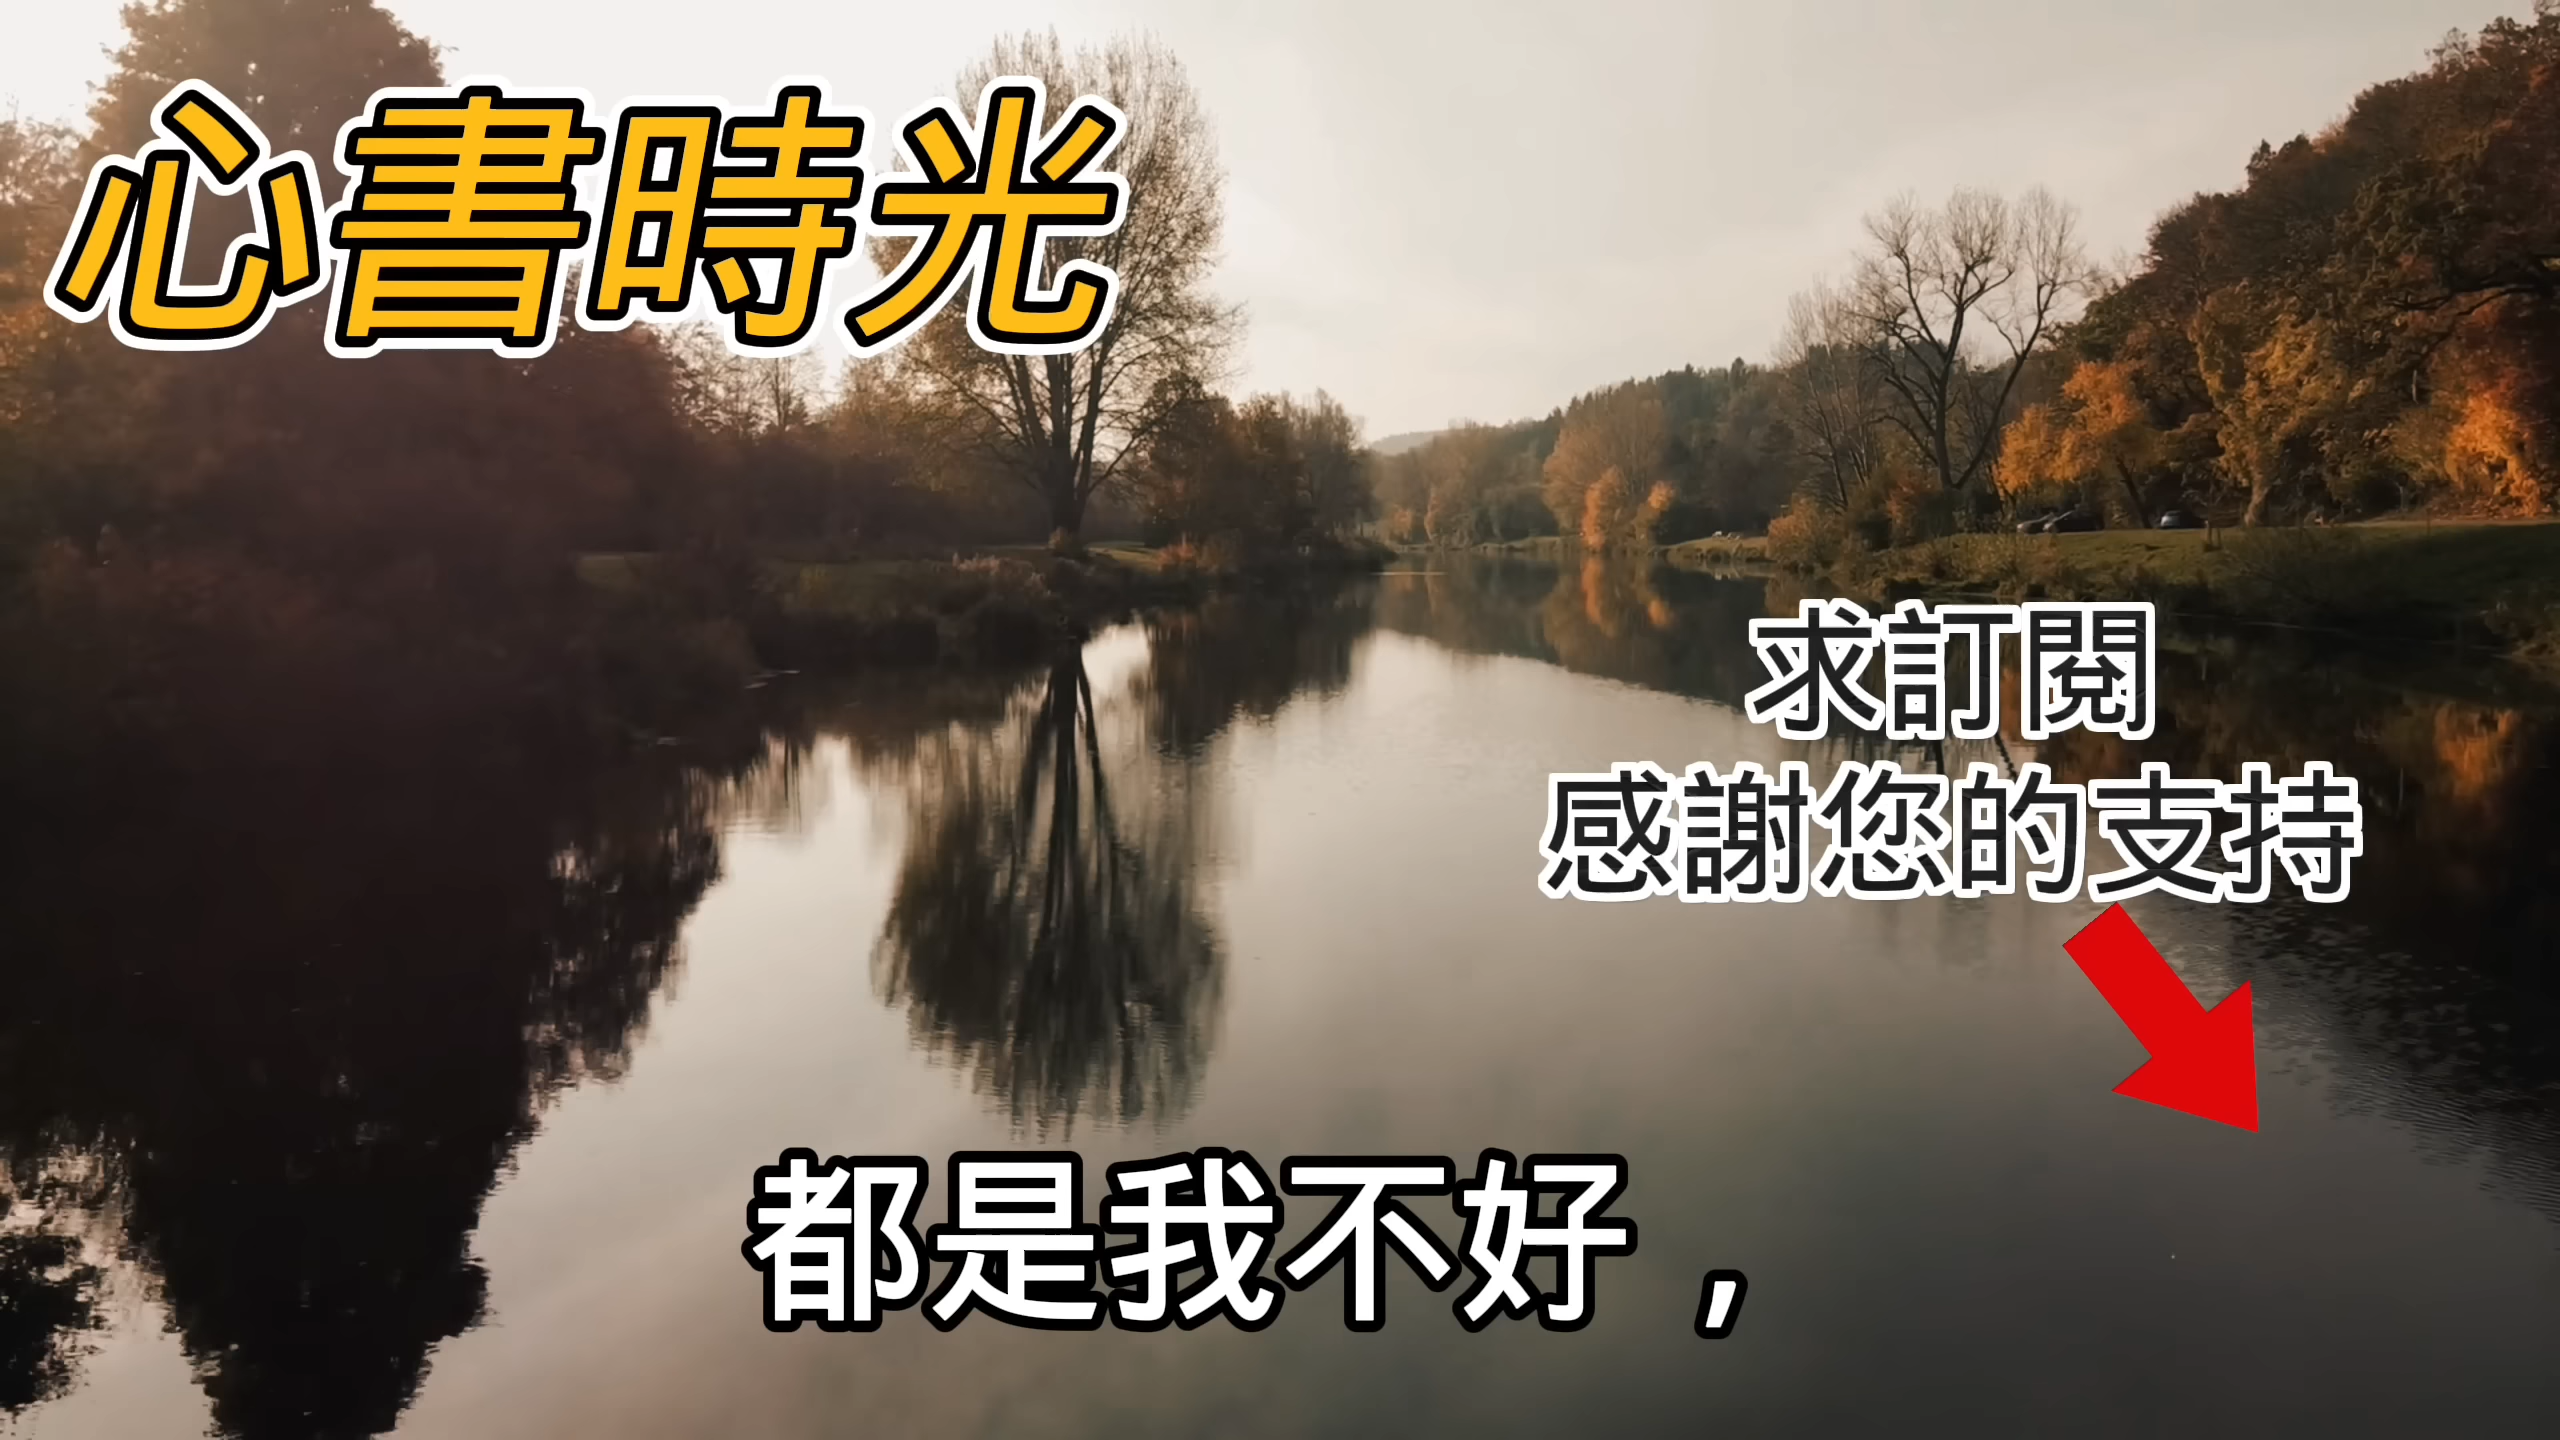 心書時光
求訂閱
感謝您的支持
都是我不好，